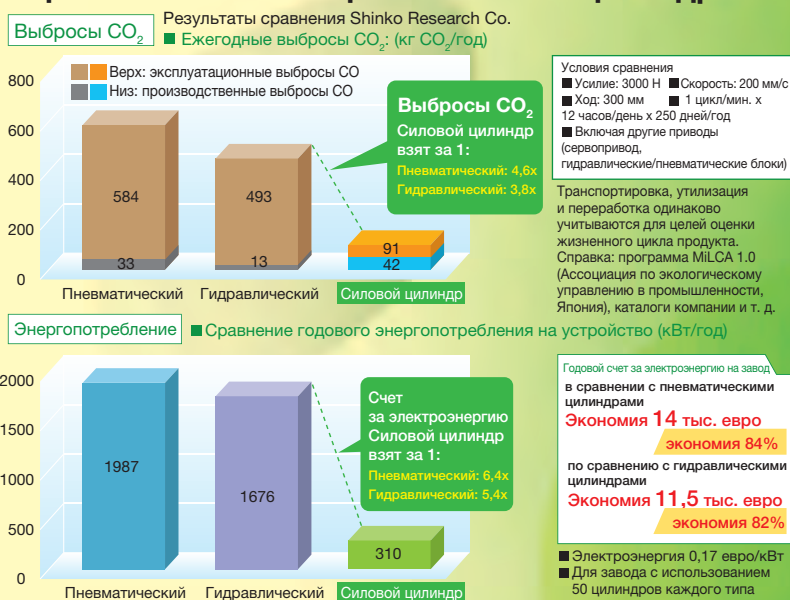 Выбросы CO2
Результаты сравнения Shinko Research Co.
■ Ежегодные выбросы CO2: (кг CO2/год)
Верх: эксплуатационные выбросы CO
Низ: производственные выбросы CO
800
600
400
200
0
584
33
493
13
91
42
Пневматический
Гидравлический
Силовой цилиндр
Выбросы CO2
Силовой цилиндр
взят за 1:
Пневматический: 4,6x
Гидравлический: 3,8x
Условия сравнения
■ Усилие: 3000 Н ■ Скорость: 200 мм/с
■ Ход: 300 мм ■ 1 цикл/мин. x
12 часов/день x 250 дней/год
■ Включая другие приводы
(сервопривод,
гидравлические/пневматические блоки)
Транспортировка, утилизация
и переработка одинаково
учитываются для целей оценки
жизненного цикла продукта.
Справка: программа MiLCA 1.0
(Ассоциация по экологическому
управлению в промышленности,
Япония), каталоги компании и т. д.
Энергопотребление
■ Сравнение годового энергопотребления на устройство (кВт/год)
2000
1500
1000
500
0
1987
1676
310
Пневматический
Гидравлический
Силовой цилиндр
Счет
за электроэнергию
Силовой цилиндр
взят за 1:
Пневматический: 6,4x
Гидравлический: 5,4x
Годовой счет за электроэнергию на завод
в сравнении с пневматическими
цилиндрами
Экономия 14 тыс. евро
экономия 84%
по сравнению с гидравлическими
цилиндрами
Экономия 11,5 тыс. евро
экономия 82%
■ Электроэнергия 0,17 евро/кВт
■ Для завода с использованием
50 цилиндров каждого типа